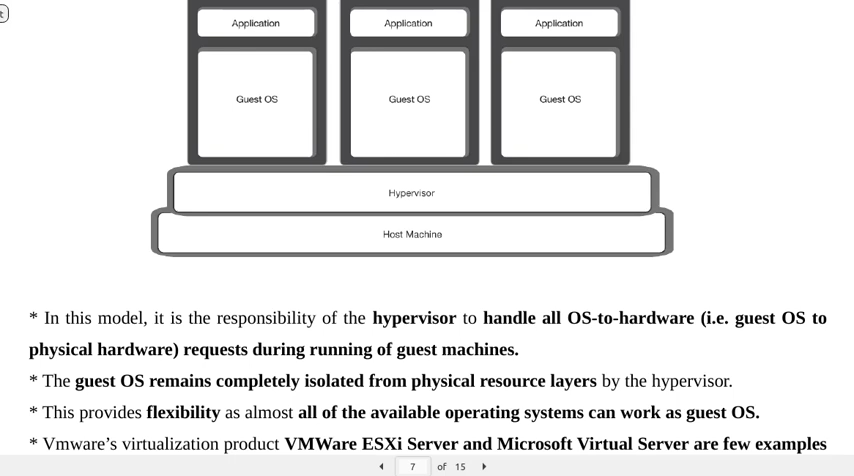 t
Application Application Application
Guest OS Guest OS Guest OS
Hypervisor
Host Machine
* In this model, it is the responsibility of the hypervisor to handle all OS-to-hardware (i.e. guest OS to
physical hardware) requests during running of guest machines.
* The guest OS remains completely isolated from physical resource layers by the hypervisor.
* This provides flexibility as almost all of the available operating systems can work as guest OS.
* Vmware’s virtualization product VMWare ESXi Server and Microsoft Virtual Server are few examples
7 of 15